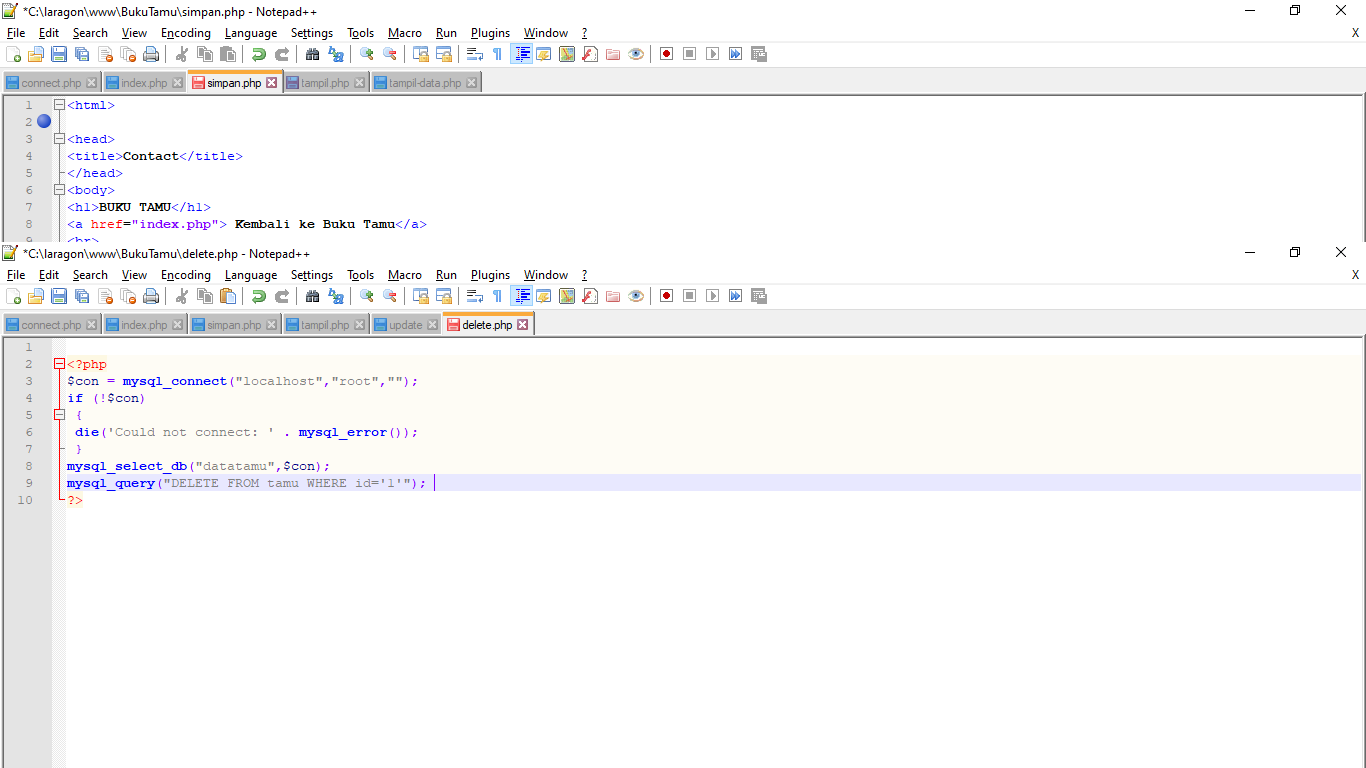 *C:\laragon\www\BukuTamu\simpan.php - Notepad++
File Edit Search View Encoding Language Settings Tools Macro Run Plugins Window ? X
connect.php index.php simpan.php tampil.php tampil-data.php
1 <html>
2
3 <head>
4 <title>Contact</title>
5 </head>
6 <body>
7 <h1>BUKU TAMU</h1>
8 <a href="index.php"> Kembali ke Buku Tamu</a>
9 <br>
*C:\laragon\www\BukuTamu\delete.php - Notepad++
File Edit Search View Encoding Language Settings Tools Macro Run Plugins Window ? X
connect.php index.php simpan.php tampil.php update delete.php
1
2 <?php
3 $con = mysql_connect("localhost","root","");
4 if (!$con)
5 {
6 die('Could not connect: ' . mysql_error());
7 }
8 mysql_select_db("datatamu",$con);
9 mysql_query("DELETE FROM tamu WHERE id='1'");
10 ?>